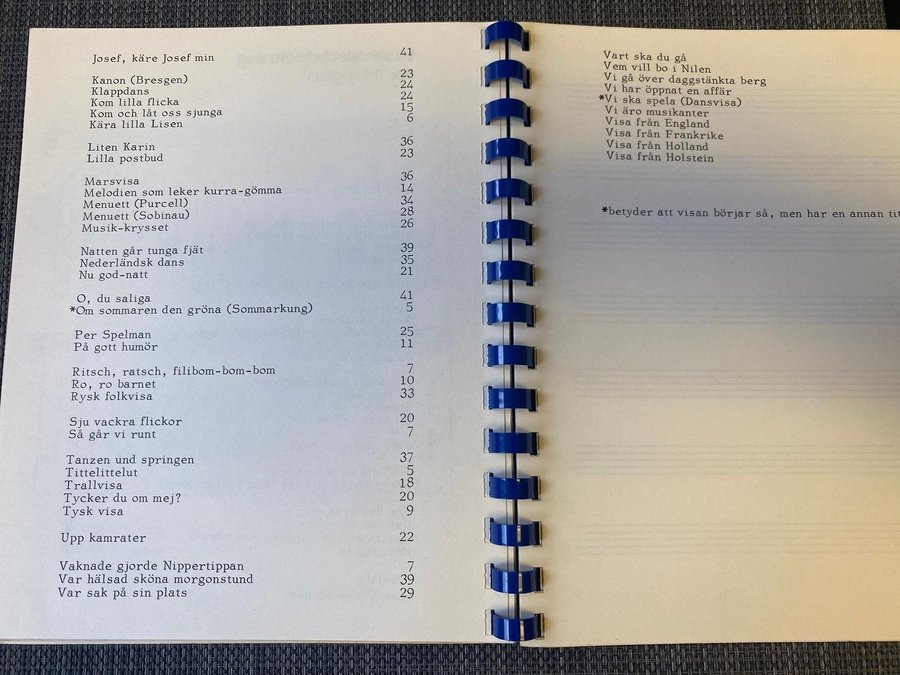 Josef, käre Josef min 41
Kanon (Bresgen) 23
Klappdans 24
Kom lilla flicka 24
Kom och låt oss sjunga 15
Kära lilla Lisen 6
Liten Karin 36
Lilla postbud 23
Marsvisa 36
Melodien som leker kurra-gömma 14
Menuett (Purcell) 34
Menuett (Sobinau) 28
Musik-krysset 26
Natten går tunga fjät 39
Nederländsk dans 35
Nu god-natt 21
O, du saliga 41
*Om sommaren den gröna (Sommarkung) 5
Per Spelman 25
På gott humör 11
Ritsch, ratsch, filibom-bom-bom 7
Ro, ro barnet 10
Rysk folkvisa 33
Sju vackra flickor 20
Så går vi runt 7
Tanzen und springen 37
Tittelittelut 5
Trallvisa 18
Tycker du om mej? 20
Tysk visa 9
Upp kamrater 22
Vaknade gjorde Nippertippan 7
Var hälsad sköna morgonstund 39
Var sak på sin plats 29
Vart ska du gå
Vem vill bo i Nilen
Vi gå över daggstänkta berg
Vi har öppnat en affär
*Vi ska spela (Dansvisa)
Vi äro musikanter
Visa från England
Visa från Frankrike
Visa från Holland
Visa från Holstein
*betyder att visan börjar så, men har en annan tit